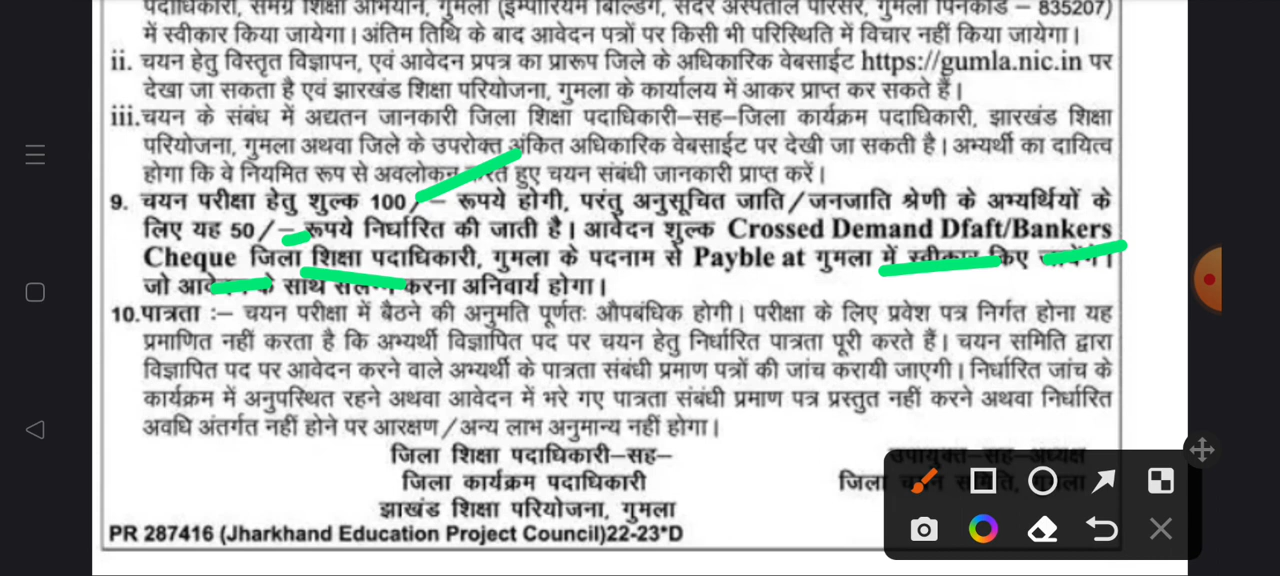 पदाधिकारी, समग्र शिक्षा अभियान, गुमला (इम्पीरियम बिल्डिंग, सदर अस्पताल परिसर, गुमला पिनकोड – 835207)
में स्वीकार किया जायेगा। अंतिम तिथि के बाद आवेदन पत्रों पर किसी भी परिस्थिति में विचार नहीं किया जायेगा।
ii. चयन हेतु विस्तृत विज्ञापन, एवं आवेदन प्रपत्र का प्रारूप जिले के अधिकारिक वेबसाईट https://gumla.nic.in पर
देखा जा सकता है एवं झारखंड शिक्षा परियोजना, गुमला के कार्यालय में आकर प्राप्त कर सकते हैं।
iii. चयन के संबंध में अद्यतन जानकारी जिला शिक्षा पदाधिकारी–सह–जिला कार्यक्रम पदाधिकारी, झारखंड शिक्षा
परियोजना, गुमला अथवा जिले के उपरोक्त अंकित अधिकारिक वेबसाईट पर देखी जा सकती है। अभ्यर्थी का दायित्व
होगा कि वे नियमित रूप से अवलोकन करते हुए चयन संबंधी जानकारी प्राप्त करें।
9. चयन परीक्षा हेतु शुल्क 100/– रूपये होगी, परंतु अनुसूचित जाति/जनजाति श्रेणी के अभ्यर्थियों के
लिए यह 50/– रूपये निर्धारित की जाती है। आवेदन शुल्क Crossed Demand Dfaft/Bankers
Cheque जिला शिक्षा पदाधिकारी, गुमला के पदनाम से Payble at गुमला में स्वीकार किए जायेंगे।
जो आवेदन के साथ संलग्न करना अनिवार्य होगा।
10. पात्रता :– चयन परीक्षा में बैठने की अनुमति पूर्णतः औपबंधिक होगी। परीक्षा के लिए प्रवेश पत्र निर्गत होना यह
प्रमाणित नहीं करता है कि अभ्यर्थी विज्ञापित पद पर चयन हेतु निर्धारित पात्रता पूरी करते हैं। चयन समिति द्वारा
विज्ञापित पद पर आवेदन करने वाले अभ्यर्थी के पात्रता संबंधी प्रमाण पत्रों की जांच करायी जाएगी। निर्धारित जांच के
कार्यक्रम में अनुपस्थित रहने अथवा आवेदन में भरे गए पात्रता संबंधी प्रमाण पत्र प्रस्तुत नहीं करने अथवा निर्धारित
अवधि अंतर्गत नहीं होने पर आरक्षण/अन्य लाभ अनुमान्य नहीं होगा।
जिला शिक्षा पदाधिकारी–सह– उपायुक्त–सह–अध्यक्ष
जिला कार्यक्रम पदाधिकारी जिला चयन समिति, गुमला
झाखंड शिक्षा परियोजना, गुमला
PR 287416 (Jharkhand Education Project Council)22-23*D